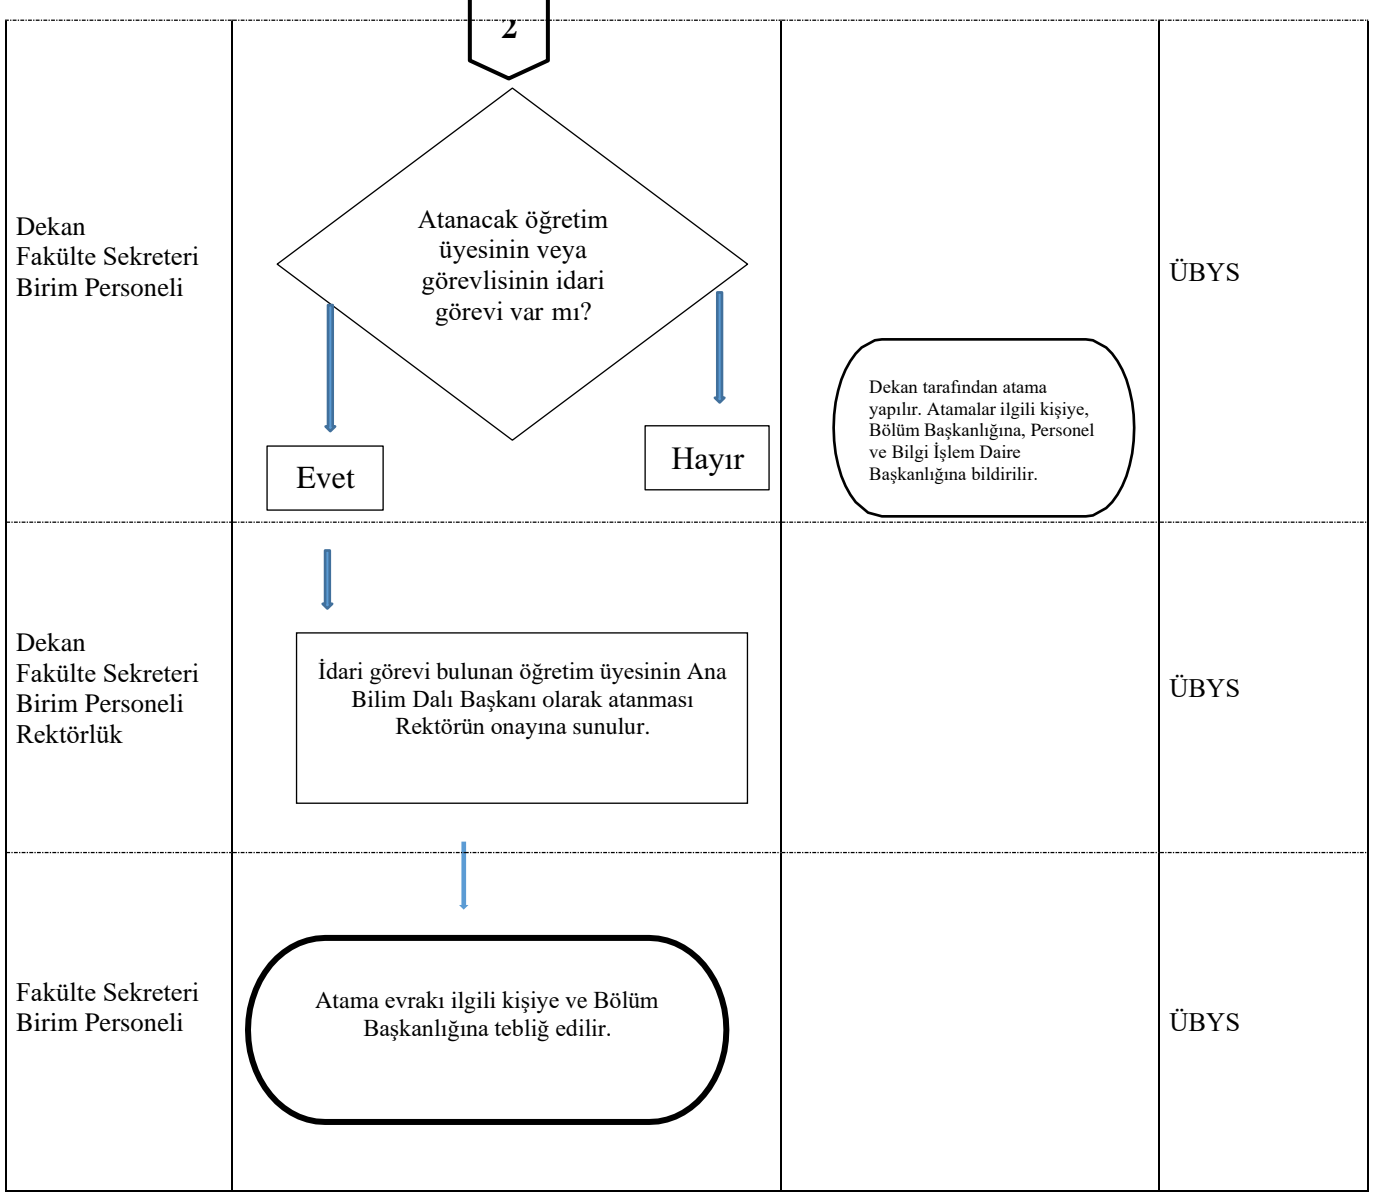 2
Dekan
Fakülte Sekreteri
Birim Personeli
Atanacak öğretim
üyesinin veya
görevlisinin idari
görevi var mı?
Evet
Hayır
Dekan tarafından atama
yapılır. Atamalar ilgili kişiye,
Bölüm Başkanlığına, Personel
ve Bilgi İşlem Daire
Başkanlığına bildirilir.
ÜBYS
Dekan
Fakülte Sekreteri
Birim Personeli
Rektörlük
İdari görevi bulunan öğretim üyesinin Ana
Bilim Dalı Başkanı olarak atanması
Rektörün onayına sunulur.
ÜBYS
Fakülte Sekreteri
Birim Personeli
Atama evrakı ilgili kişiye ve Bölüm
Başkanlığına tebliğ edilir.
ÜBYS